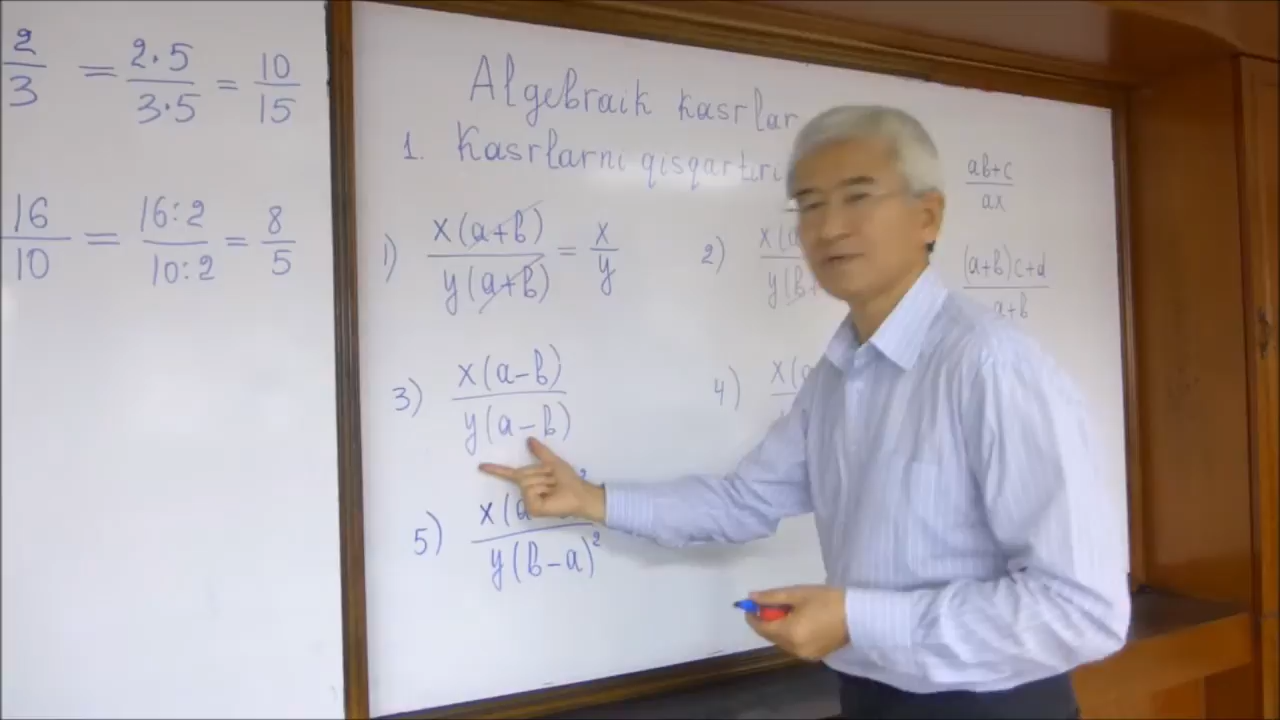 2/3 = 2·5/3·5 = 10/15
16/10 = 16:2/10:2 = 8/5
Algebraik kasrlar
1. Kasrlarni
1) x(a+b)/y(a+b) = x/y
2)
3) x(a-b)/y(a-b)
4)
5) x(a /y(b-a)²
ab+c/ax
(a+b)c+d/a+b